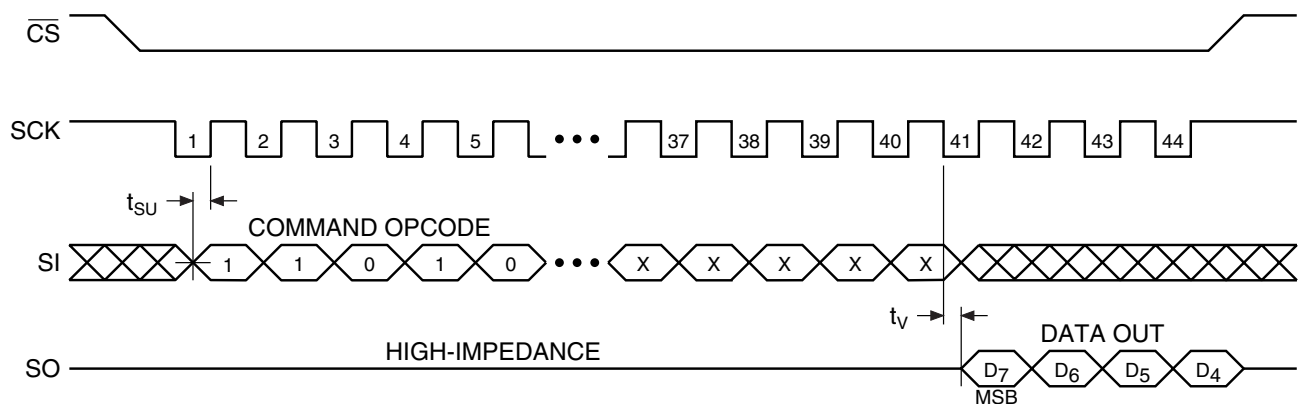 CS
SCK 1 2 3 4 5 ••• 37 38 39 40 41 42 43 44
tSU
COMMAND OPCODE
SI 1 1 0 1 0 ••• X X X X X
tV
DATA OUT
HIGH-IMPEDANCE
SO D7 D6 D5 D4
MSB